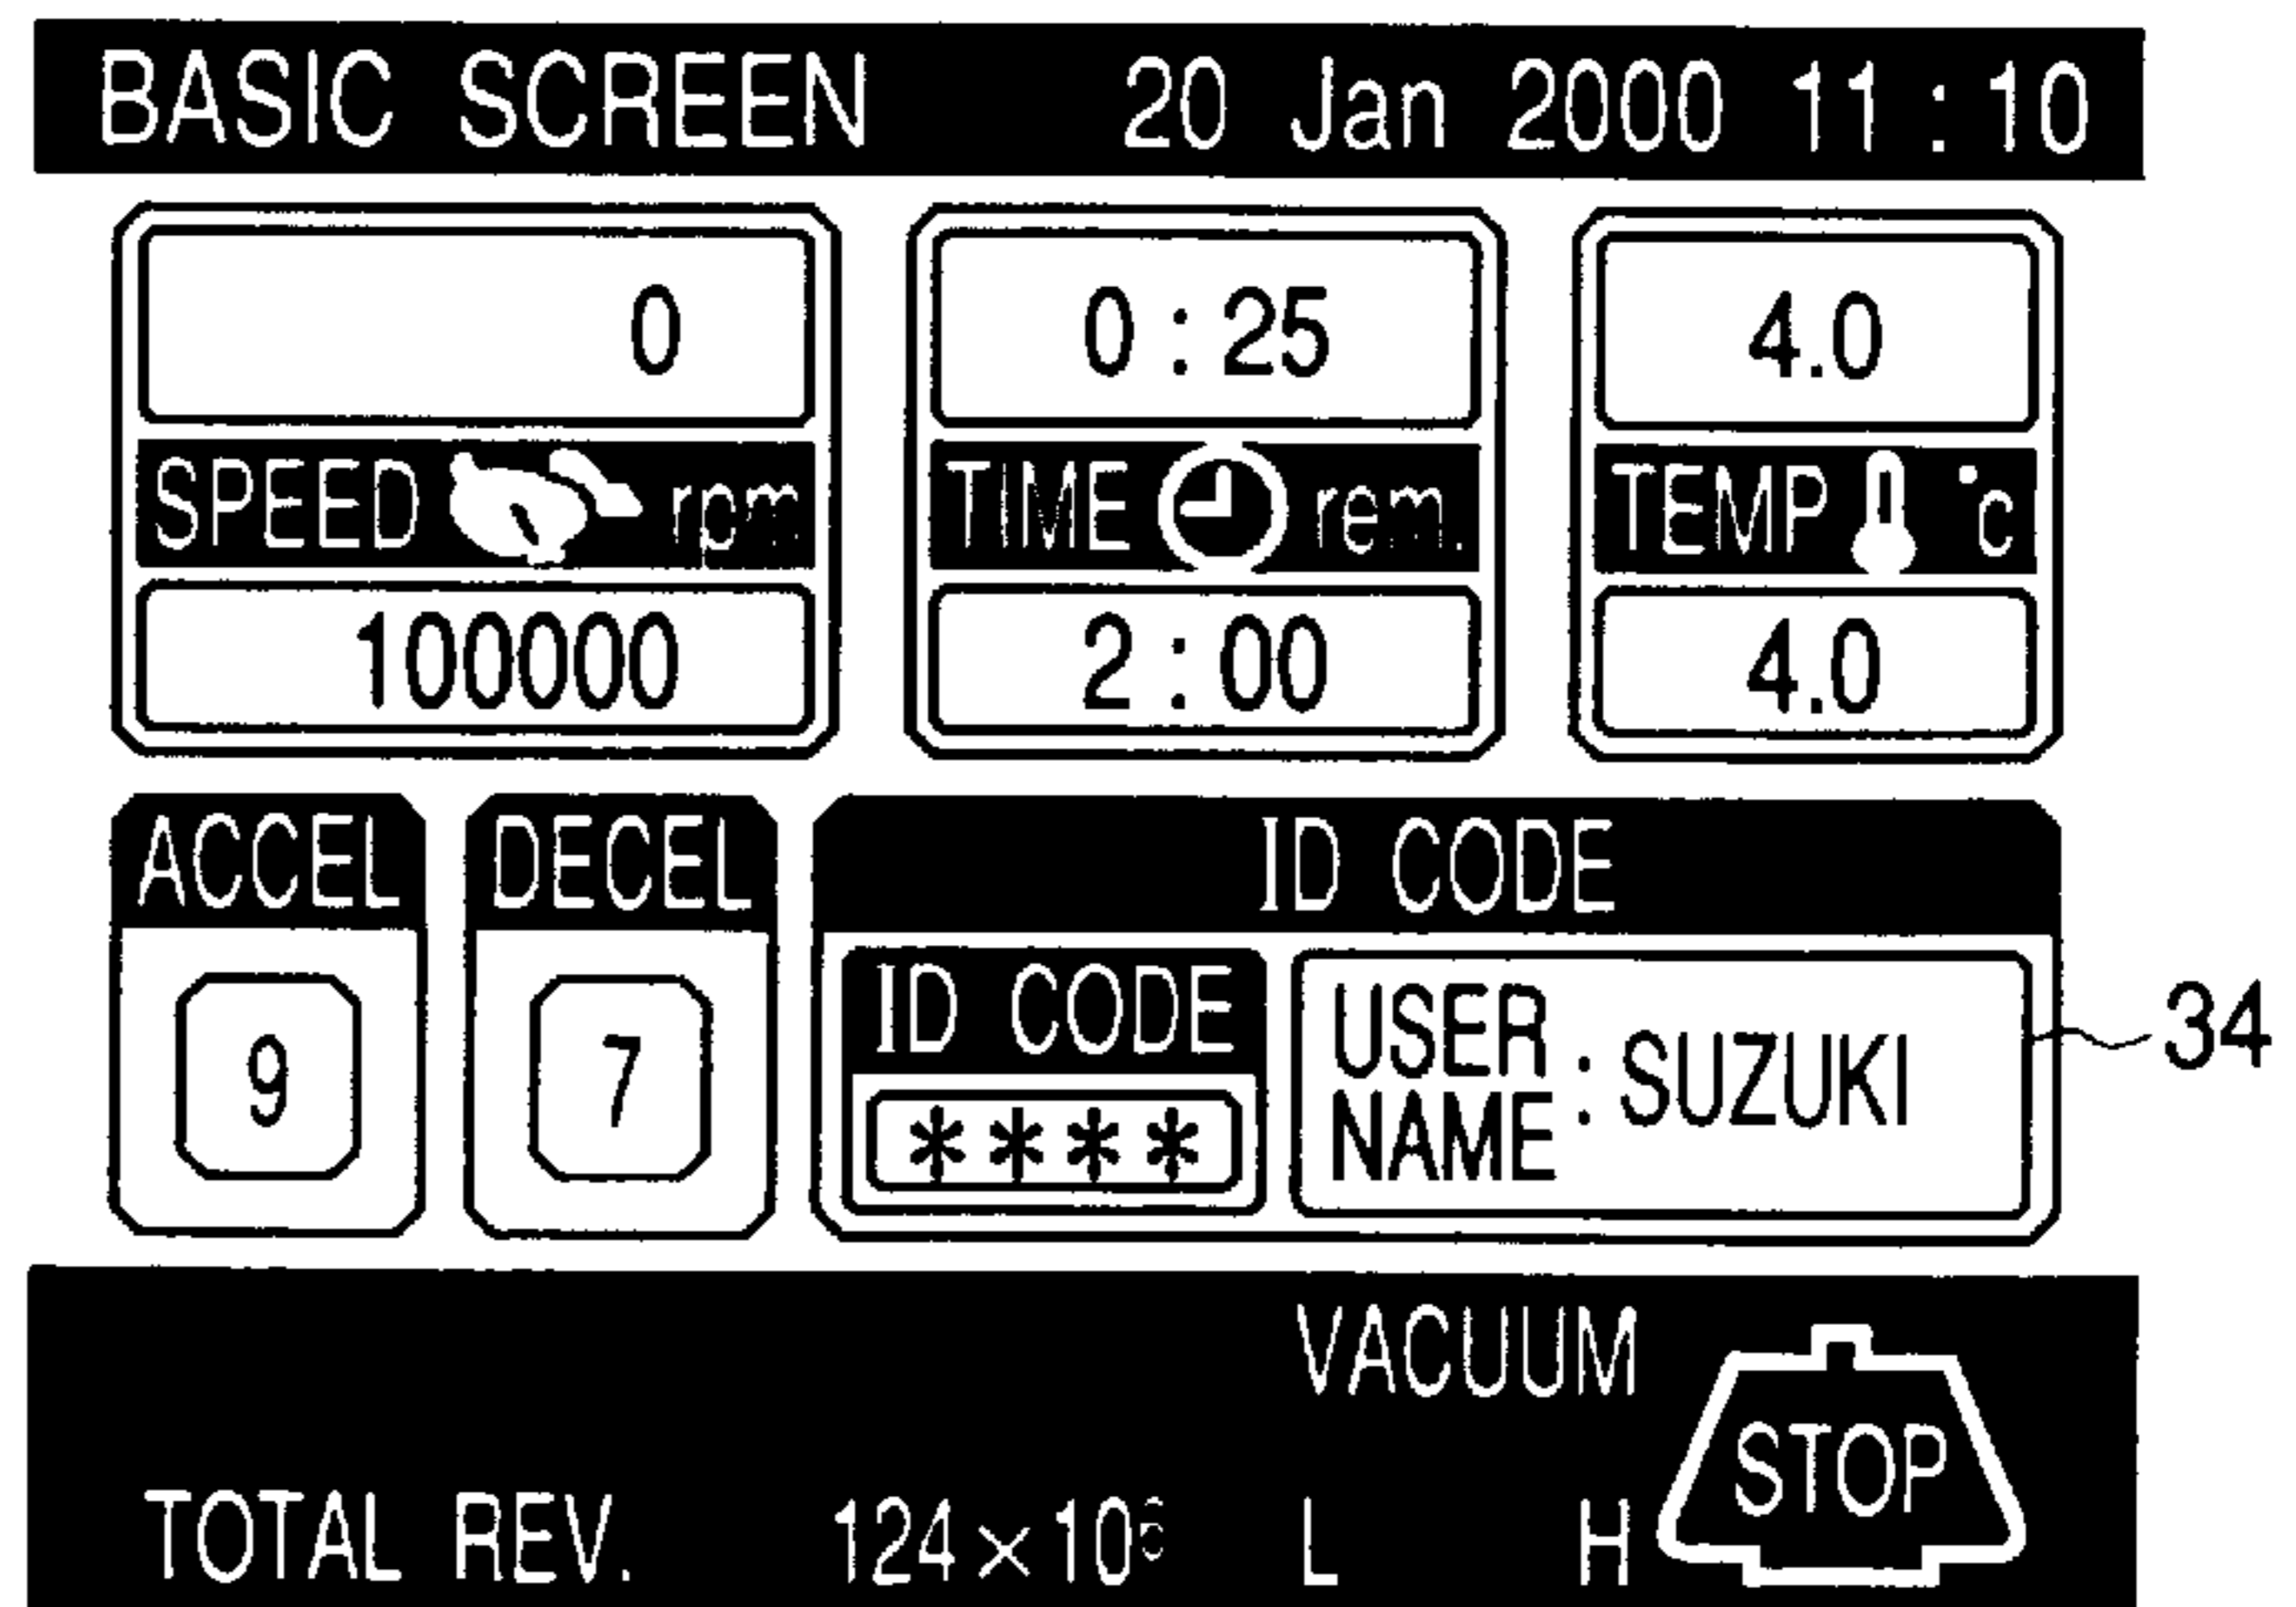 BASIC SCREEN 20 Jan 2000 11 : 10
0 0 : 25 4.0
SPEED rpm TIME rem. TEMP °C
100000 2 : 00 4.0
ACCEL DECEL ID CODE
9 7
ID CODE
****
USER NAME : SUZUKI
34
VACUUM
STOP
TOTAL REV. L H